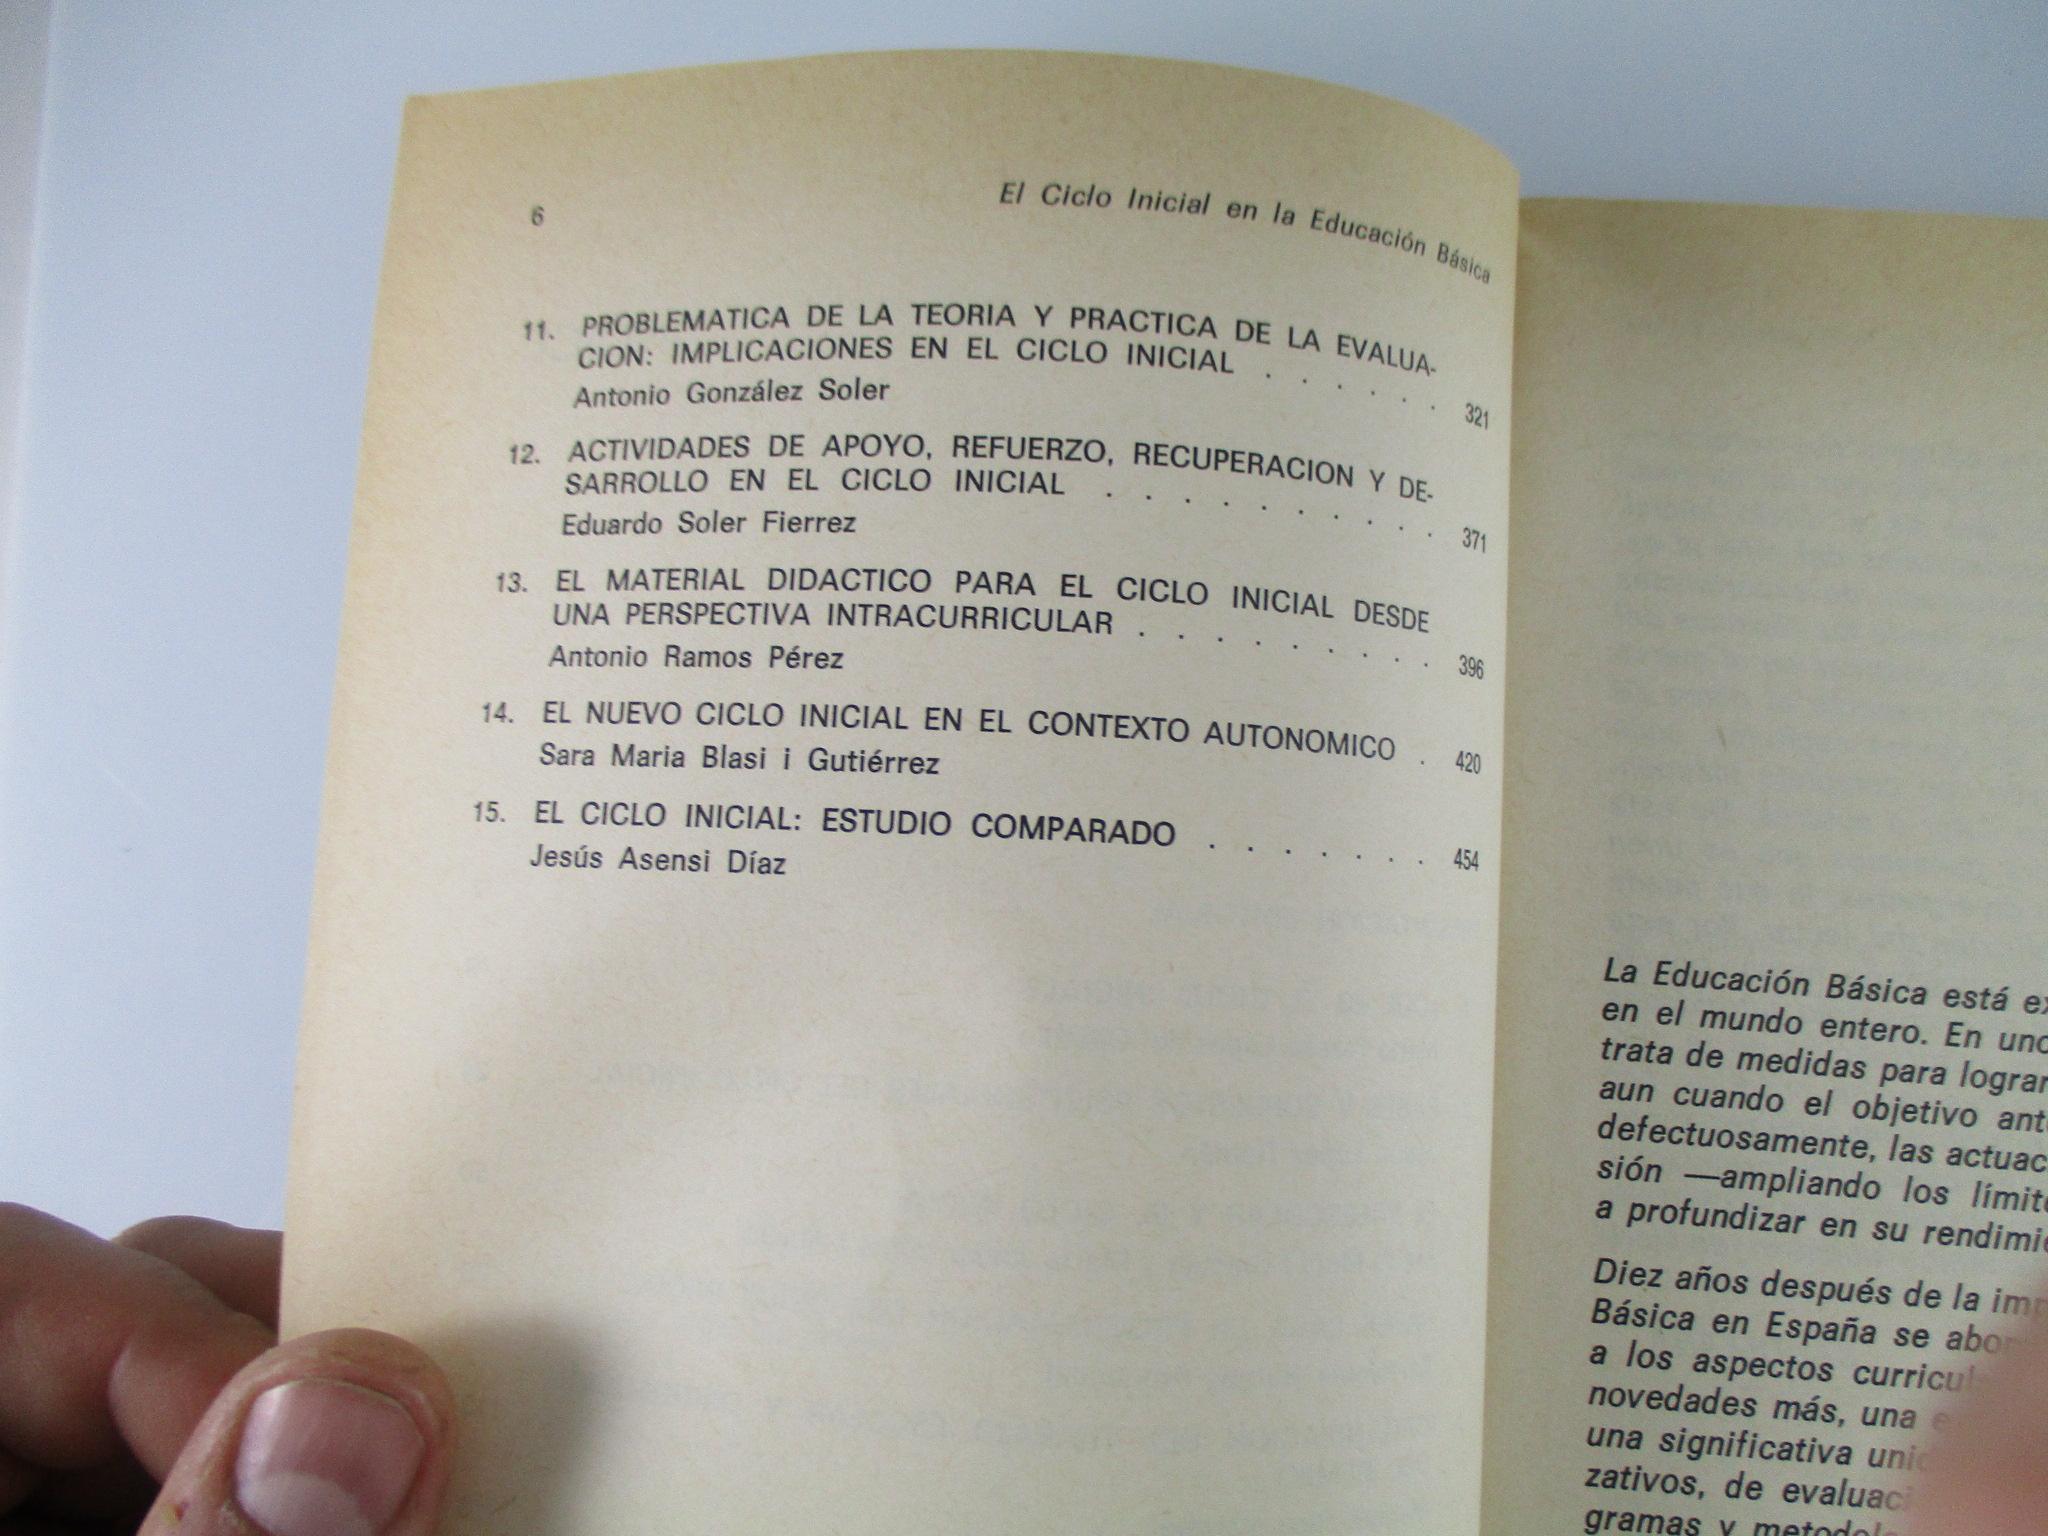 6
El Ciclo Inicial en la Educación Básica
11. PROBLEMATICA DE LA TEORIA Y PRACTICA DE LA EVALUA-
CION: IMPLICACIONES EN EL CICLO INICIAL . . . . . . 321
Antonio González Soler
12. ACTIVIDADES DE APOYO, REFUERZO, RECUPERACION Y DE-
SARROLLO EN EL CICLO INICIAL . . . . . . . . . 371
Eduardo Soler Fierrez
13. EL MATERIAL DIDACTICO PARA EL CICLO INICIAL DESDE
UNA PERSPECTIVA INTRACURRICULAR . . . . . . . . 396
Antonio Ramos Pérez
14. EL NUEVO CICLO INICIAL EN EL CONTEXTO AUTONOMICO . 420
Sara Maria Blasi i Gutiérrez
15. EL CICLO INICIAL: ESTUDIO COMPARADO . . . . . . . 454
Jesús Asensi Díaz
La Educación Básica está
en el mundo entero. En
trata de medidas para
aun cuando el objetivo
defectuosamente, las
sión —ampliando los
a profundizar en su
Diez años después de la
Básica en España se
a los aspectos
novedades más, una
una significativa
zativos, de
gramas y